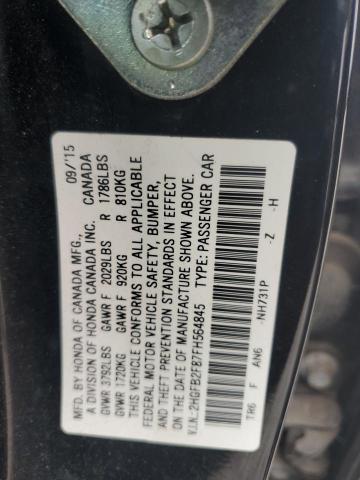 MFD. BY HONDA OF CANADA MFG., 09/'15
A DIVISION OF HONDA CANADA INC. CANADA
GVWR 3792LBS GAWR F 2029LBS R 1786LBS
GVWR 1720KG GAWR F 920KG R 810KG
THIS VEHICLE CONFORMS TO ALL APPLICABLE
FEDERAL MOTOR VEHICLE SAFETY, BUMPER,
AND THEFT PREVENTION STANDARDS IN EFFECT
ON THE DATE OF MANUFACTURE SHOWN ABOVE.
V.I.N.:2HGFB2F87FH564845 TYPE: PASSENGER CAR
TR6 F AN6 -NH731P -Z -H